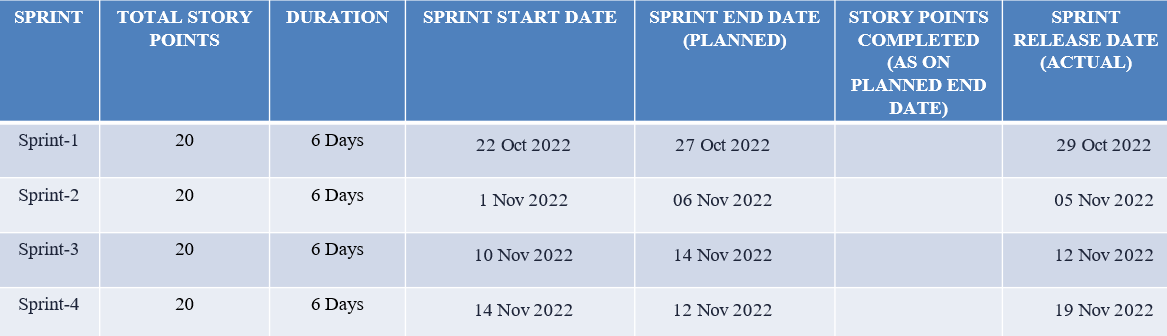 SPRINT TOTAL STORY POINTS DURATION SPRINT START DATE SPRINT END DATE (PLANNED) STORY POINTS COMPLETED (AS ON PLANNED END DATE) SPRINT RELEASE DATE (ACTUAL)
Sprint-1 20 6 Days 22 Oct 2022 27 Oct 2022 29 Oct 2022
Sprint-2 20 6 Days 1 Nov 2022 06 Nov 2022 05 Nov 2022
Sprint-3 20 6 Days 10 Nov 2022 14 Nov 2022 12 Nov 2022
Sprint-4 20 6 Days 14 Nov 2022 12 Nov 2022 19 Nov 2022